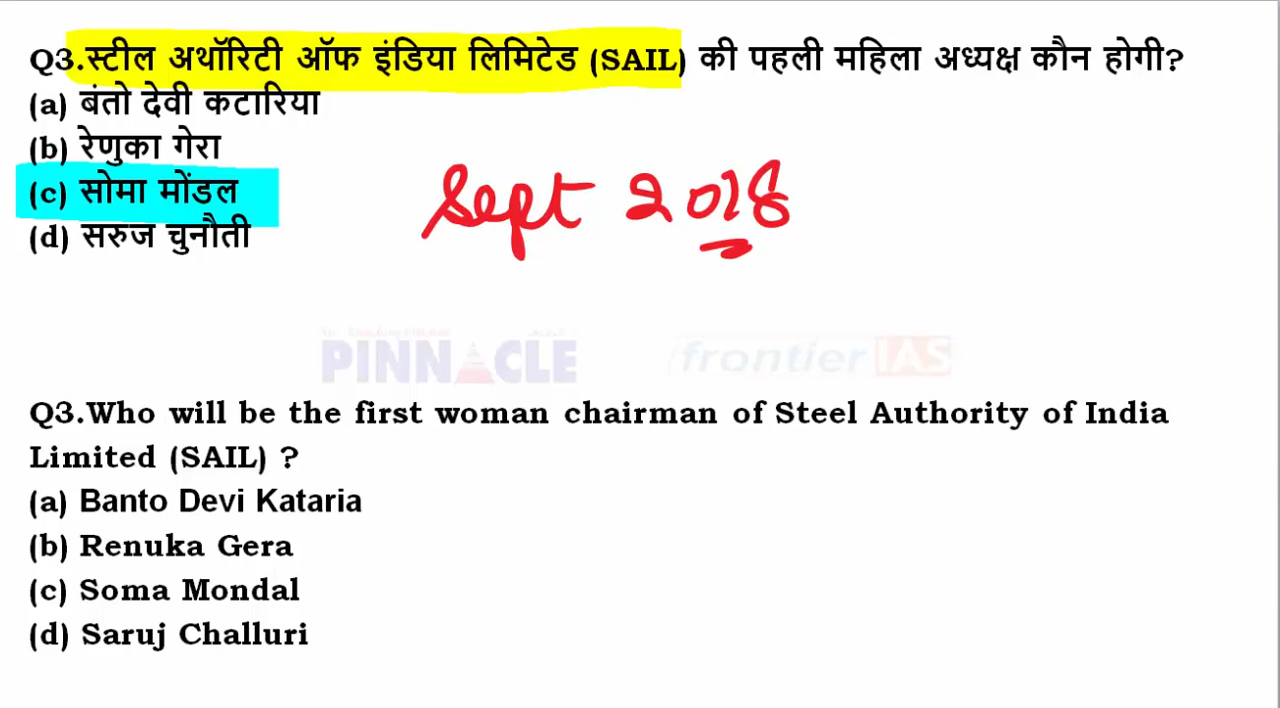 Q3.स्टील अथॉरिटी ऑफ इंडिया लिमिटेड (SAIL) की पहली महिला अध्यक्ष कौन होगी?
(a) बंतो देवी कटारिया
(b) रेणुका गेरा
(c) सोमा मोंडल
Sept 2018
(d) सरुज चुनौती
PINNACLE frontier IAS
Q3.Who will be the first woman chairman of Steel Authority of India
Limited (SAIL) ?
(a) Banto Devi Kataria
(b) Renuka Gera
(c) Soma Mondal
(d) Saruj Challuri